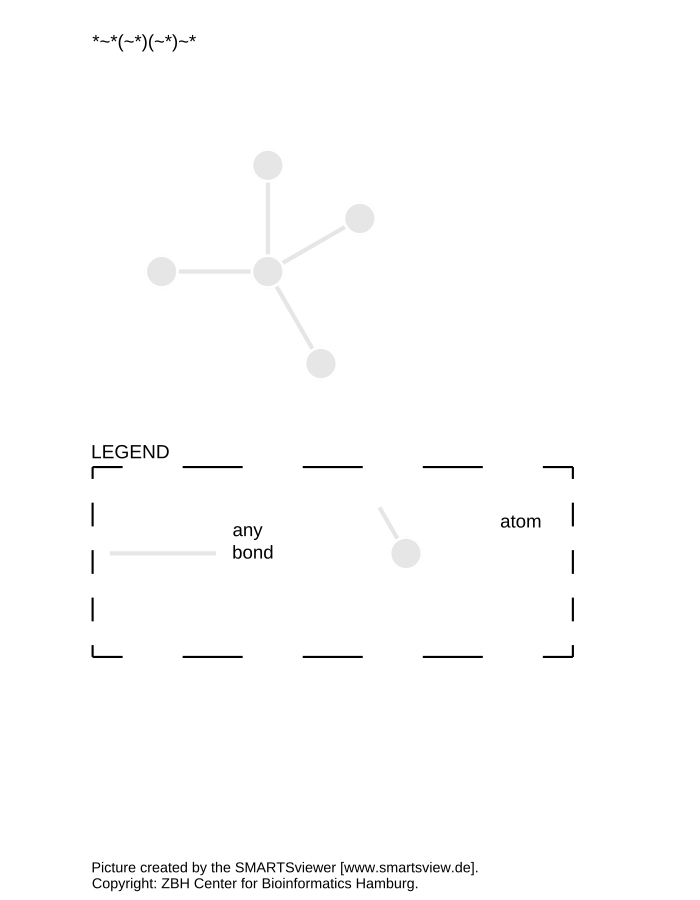 *~*(~*)(~*)~*
LEGEND
any
bond
atom
Picture created by the SMARTSviewer [www.smartsview.de].
Copyright: ZBH Center for Bioinformatics Hamburg.